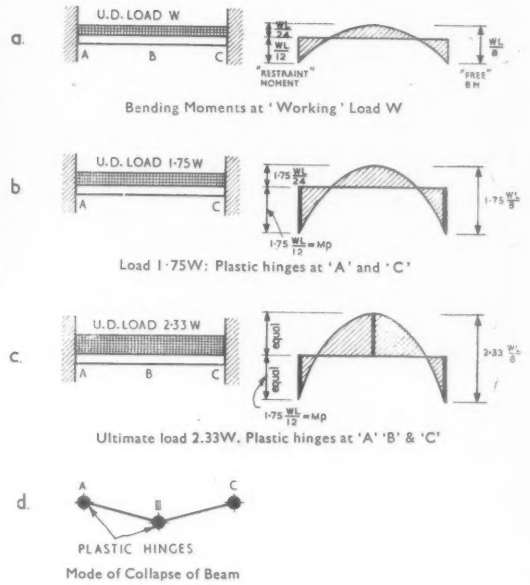 a.
U.D. LOAD W
A B C
WL/24
WL/12
"RESTRAINT"
MOMENT
WL/8
"FREE"
B M
Bending Moments at 'Working' Load W
b
U.D. LOAD 1·75W
A C
1·75 WL/24
1·75 WL/12 = Mp
1·75 WL/8
Load 1·75W: Plastic hinges at 'A' and 'C'
c.
U.D. LOAD 2·33 W
A B C
equal
equal
1·75 WL/12 = Mp
2·33 WL/8
Ultimate load 2.33W. Plastic hinges at 'A' 'B' & 'C'
d.
A B C
PLASTIC HINGES
Mode of Collapse of Beam